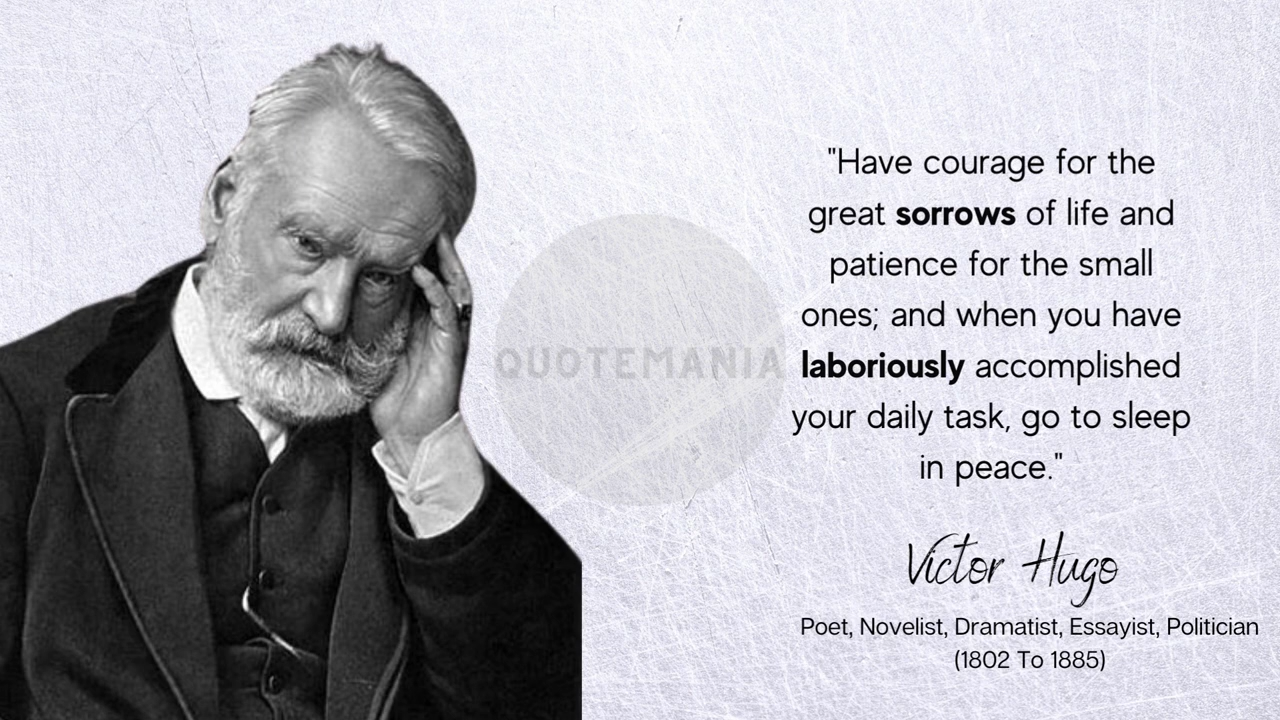 "Have courage for the
great sorrows of life and
patience for the small
ones; and when you have
laboriously accomplished
your daily task, go to sleep
in peace."
QUOTEMANIA
Victor Hugo
Poet, Novelist, Dramatist, Essayist, Politician
(1802 To 1885)